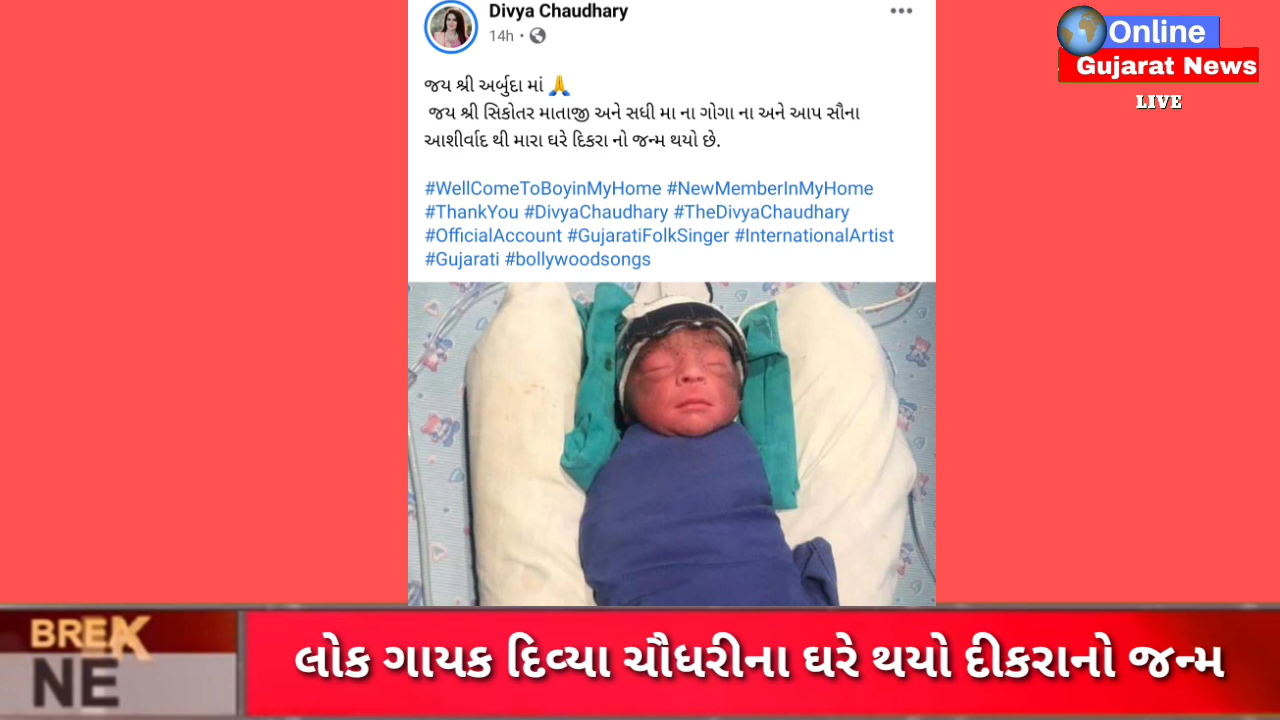 Divya Chaudhary
14h
જય શ્રી અર્બુદા માં 🙏
જય શ્રી સિકોતર માતાજી અને સધી મા ના ગોગા ના અને આપ સૌના
આશીર્વાદ થી મારા ઘરે દિકરા નો જન્મ થયો છે.
#WellComeToBoyinMyHome #NewMemberInMyHome
#ThankYou #DivyaChaudhary #TheDivyaChaudhary
#OfficialAccount #GujaratiFolkSinger #InternationalArtist
#Gujarati #bollywoodsongs
Online
Gujarat News
LIVE
BREAK
NE
લોક ગાયક દિવ્યા ચૌધરીના ઘરે થયો દીકરાનો જન્મ